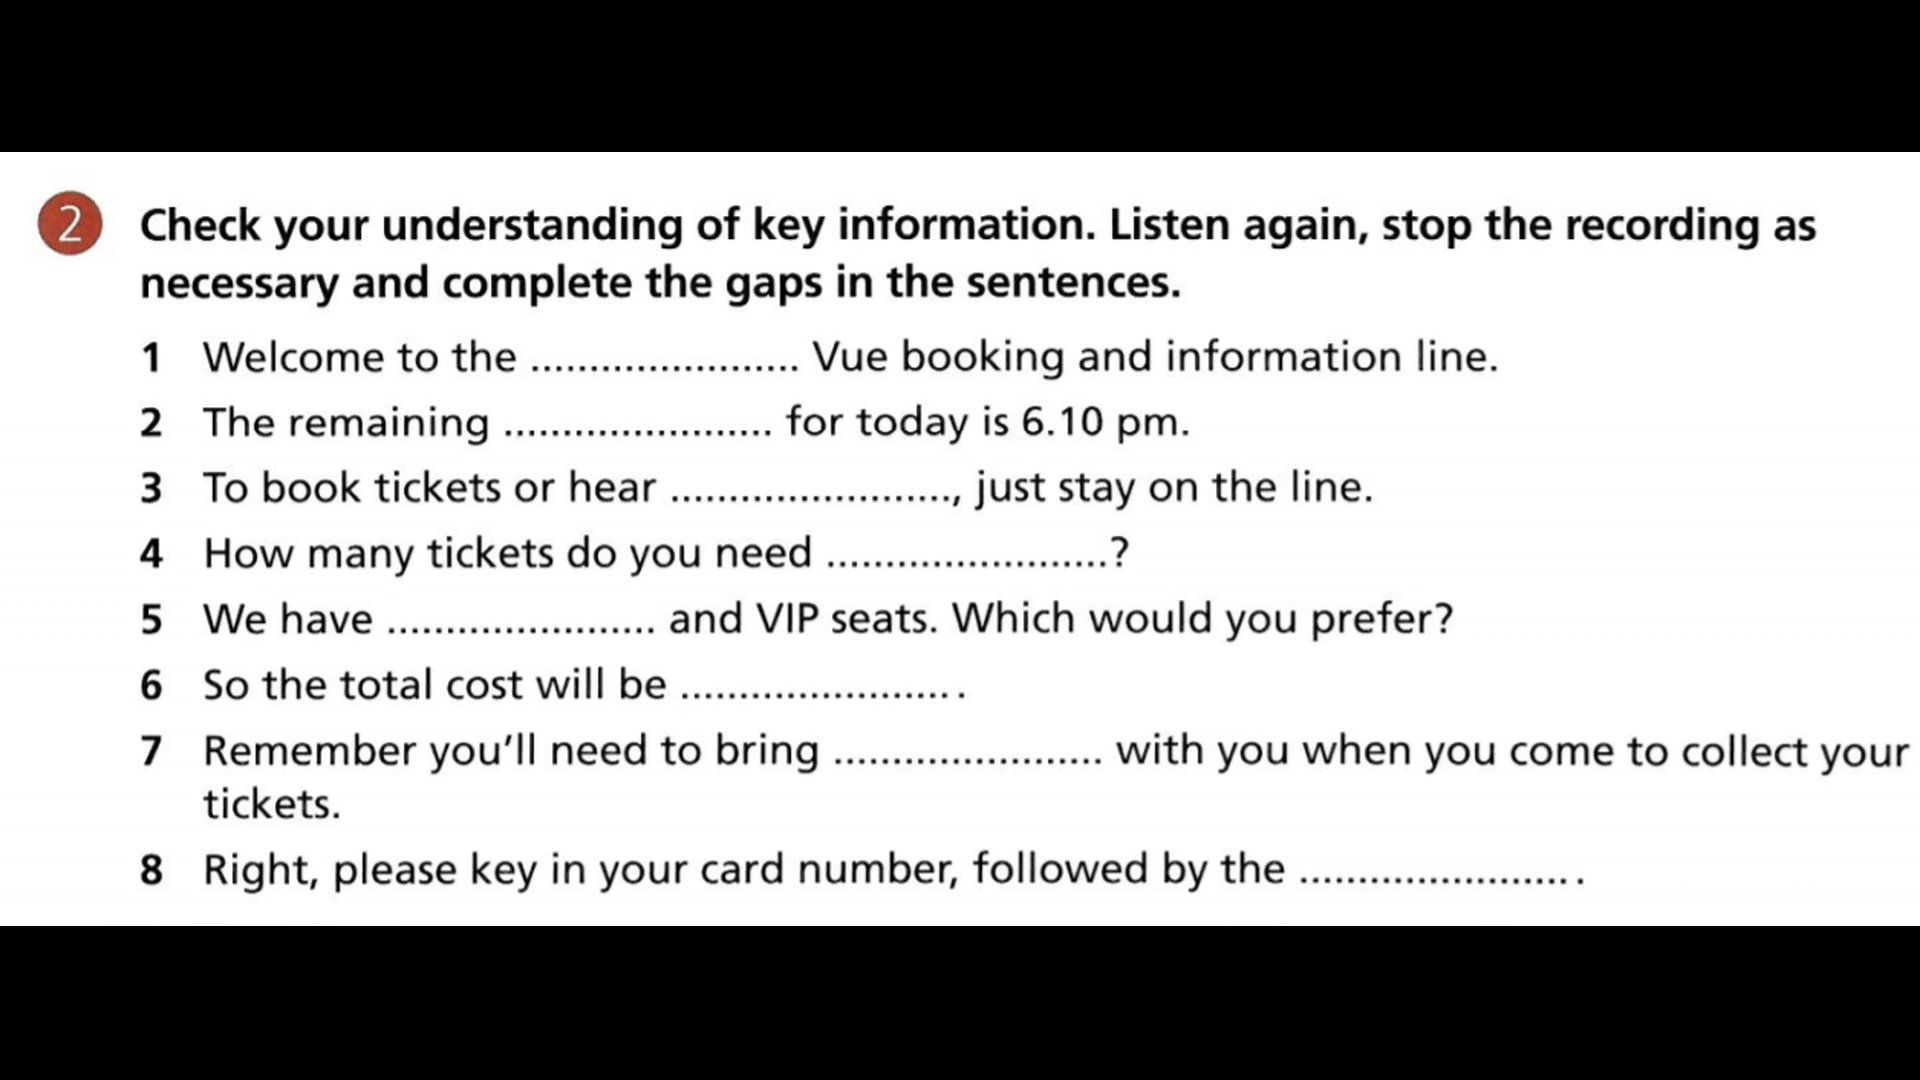 2
Check your understanding of key information. Listen again, stop the recording as
necessary and complete the gaps in the sentences.
1 Welcome to the ....................... Vue booking and information line.
2 The remaining ....................... for today is 6.10 pm.
3 To book tickets or hear ........................, just stay on the line.
4 How many tickets do you need ........................?
5 We have ....................... and VIP seats. Which would you prefer?
6 So the total cost will be ....................... .
7 Remember you'll need to bring ....................... with you when you come to collect your
tickets.
8 Right, please key in your card number, followed by the ....................... .